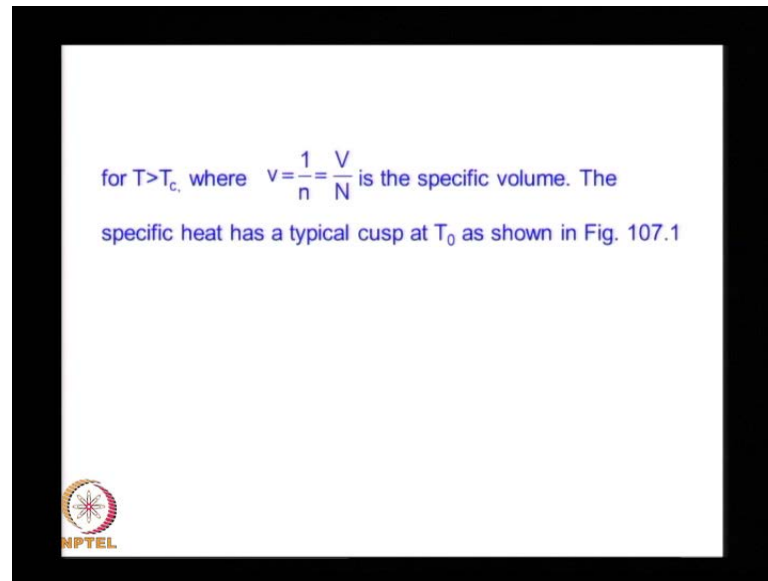 for T>T_c, where v = 1/n = V/N is the specific volume. The
specific heat has a typical cusp at T_0 as shown in Fig. 107.1
NPTEL